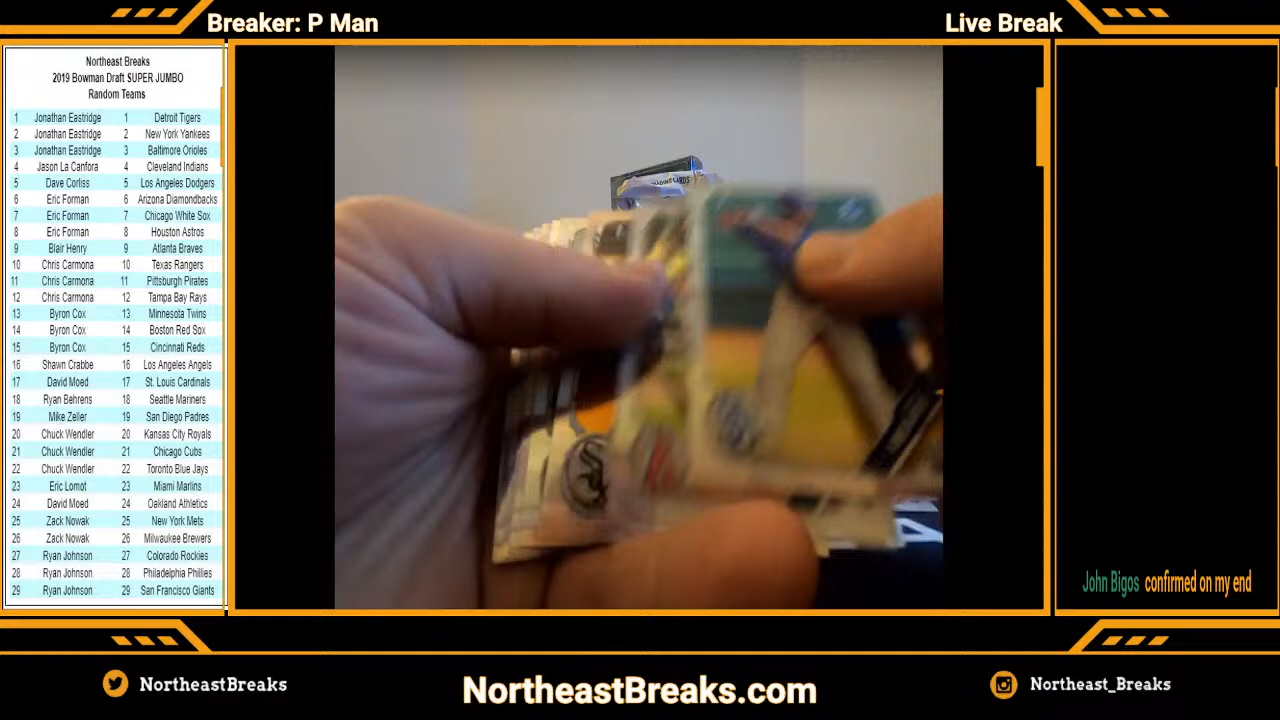 Breaker: P Man
Live Break
Northeast Breaks
2019 Bowman Draft SUPER JUMBO
Random Teams
1 Jonathan Eastridge 1 Detroit Tigers
2 Jonathan Eastridge 2 New York Yankees
3 Jonathan Eastridge 3 Baltimore Orioles
4 Jason La Canfora 4 Cleveland Indians
5 Dave Corliss 5 Los Angeles Dodgers
6 Eric Forman 6 Arizona Diamondbacks
7 Eric Forman 7 Chicago White Sox
8 Eric Forman 8 Houston Astros
9 Blair Henry 9 Atlanta Braves
10 Chris Carmona 10 Texas Rangers
11 Chris Carmona 11 Pittsburgh Pirates
12 Chris Carmona 12 Tampa Bay Rays
13 Byron Cox 13 Minnesota Twins
14 Byron Cox 14 Boston Red Sox
15 Byron Cox 15 Cincinnati Reds
16 Shawn Crabbe 16 Los Angeles Angels
17 David Moed 17 St. Louis Cardinals
18 Ryan Behrens 18 Seattle Mariners
19 Mike Zeller 19 San Diego Padres
20 Chuck Wendler 20 Kansas City Royals
21 Chuck Wendler 21 Chicago Cubs
22 Chuck Wendler 22 Toronto Blue Jays
23 Eric Lomot 23 Miami Marlins
24 David Moed 24 Oakland Athletics
25 Zack Nowak 25 New York Mets
26 Zack Nowak 26 Milwaukee Brewers
27 Ryan Johnson 27 Colorado Rockies
28 Ryan Johnson 28 Philadelphia Phillies
29 Ryan Johnson 29 San Francisco Giants
John Bigos confirmed on my end
NortheastBreaks
NortheastBreaks.com
Northeast_Breaks